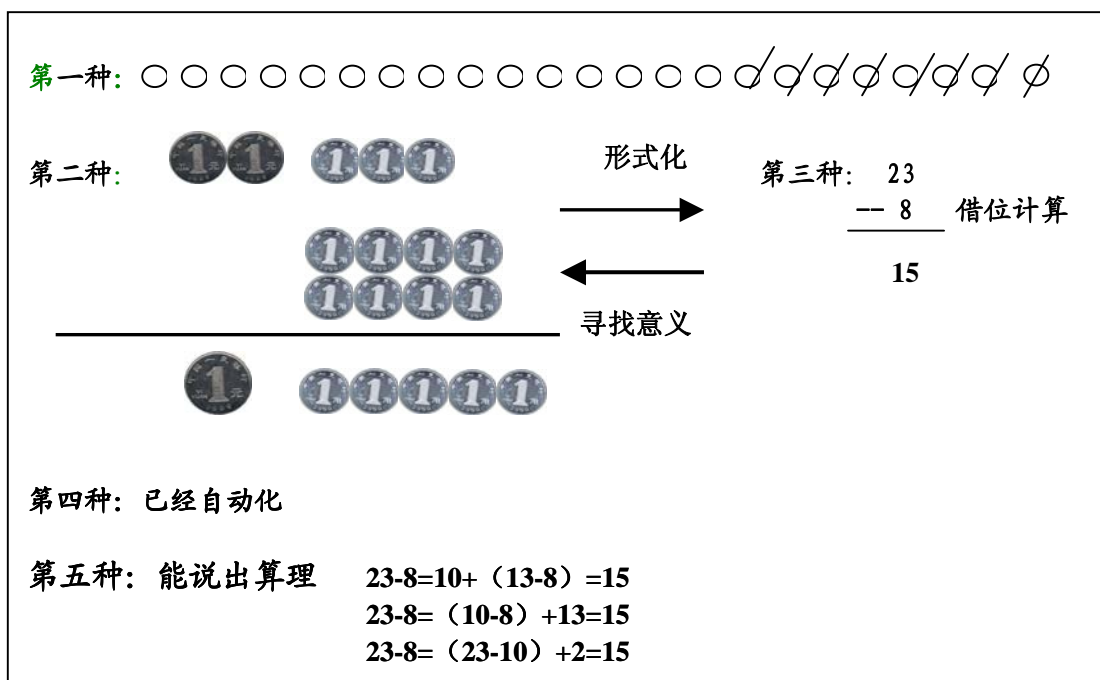 第一种：
第二种：
形式化
第三种： 23
-- 8 借位计算
15
寻找意义
第四种：已经自动化
第五种：能说出算理 23-8=10+（13-8）=15
23-8=（10-8）+13=15
23-8=（23-10）+2=15